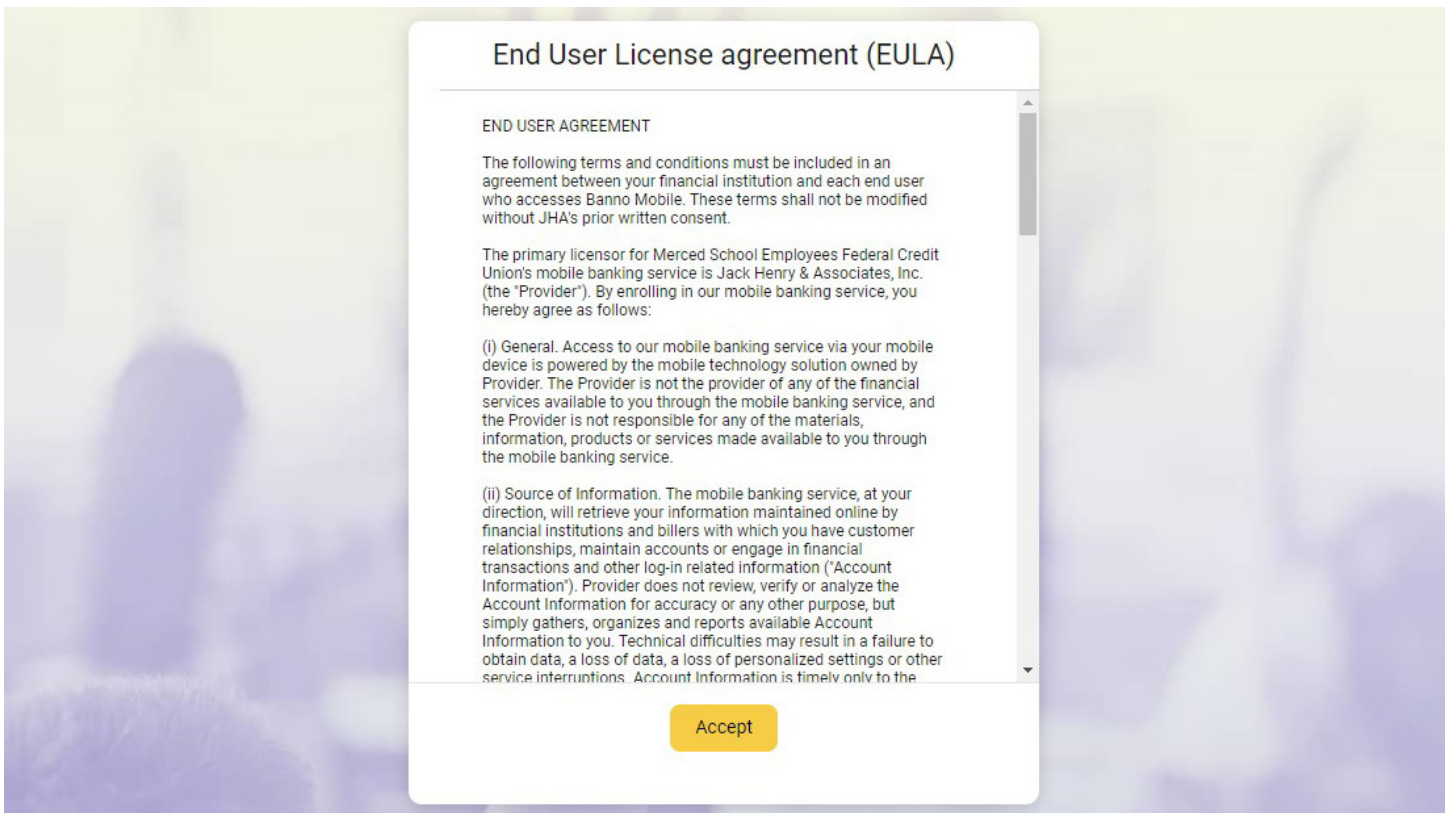 End User License agreement (EULA)
END USER AGREEMENT
The following terms and conditions must be included in an
agreement between your financial institution and each end user
who accesses Banno Mobile. These terms shall not be modified
without JHA's prior written consent.
The primary licensor for Merced School Employees Federal Credit
Union's mobile banking service is Jack Henry & Associates, Inc.
(the "Provider"). By enrolling in our mobile banking service, you
hereby agree as follows:
(i) General. Access to our mobile banking service via your mobile
device is powered by the mobile technology solution owned by
Provider. The Provider is not the provider of any of the financial
services available to you through the mobile banking service, and
the Provider is not responsible for any of the materials,
information, products or services made available to you through
the mobile banking service.
(ii) Source of Information. The mobile banking service, at your
direction, will retrieve your information maintained online by
financial institutions and billers with which you have customer
relationships, maintain accounts or engage in financial
transactions and other log-in related information ("Account
Information"). Provider does not review, verify or analyze the
Account Information for accuracy or any other purpose, but
simply gathers, organizes and reports available Account
Information to you. Technical difficulties may result in a failure to
obtain data, a loss of data, a loss of personalized settings or other
service interruptions. Account Information is timely only to the
Accept